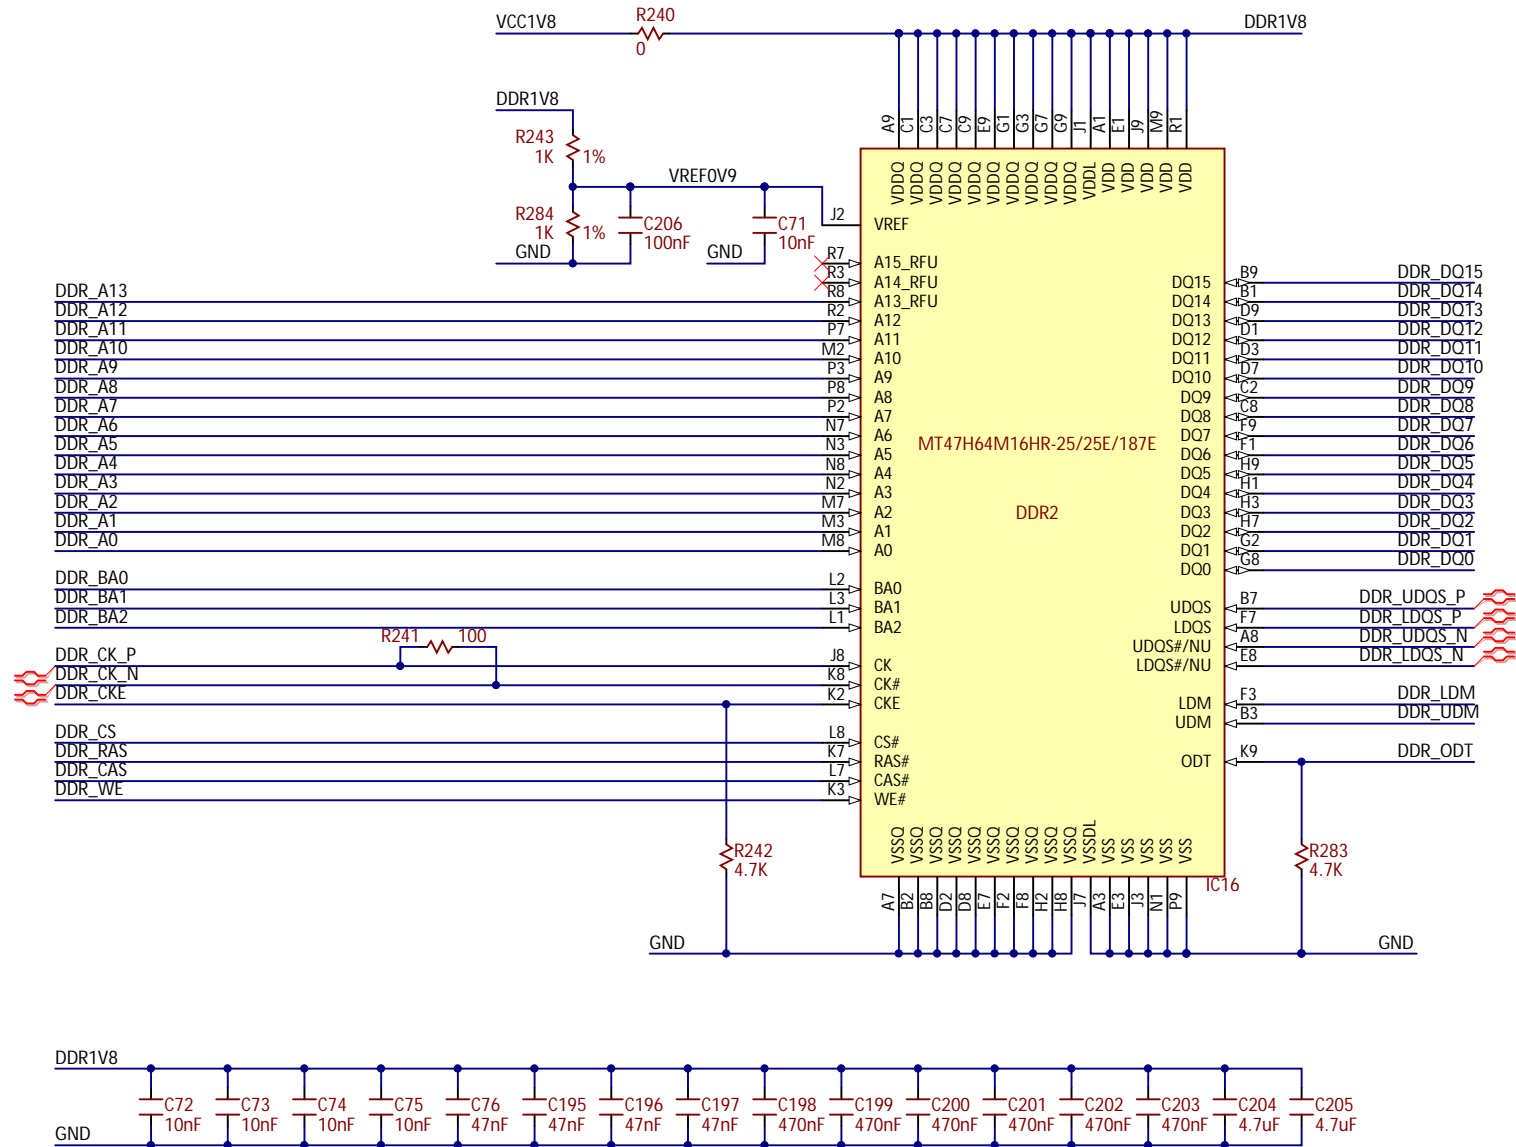 VCC1V8 R240 0 DDR1V8
DDR1V8
R243 1K 1%
R284 1K 1%
GND
VREF0V9
C206 100nF
C71 10nF
GND
A9 C1 C3 C7 C9 E9 G1 G3 G7 G9 J1 A1 E1 J9 M9 R1
VDDQ VDDQ VDDQ VDDQ VDDQ VDDQ VDDQ VDDQ VDDQ VDDQ VDDL VDD VDD VDD VDD VDD
J2 VREF
R7 A15_RFU
R3 A14_RFU
DDR_A13 R8 A13_RFU
DDR_A12 R2 A12
DDR_A11 P7 A11
DDR_A10 M2 A10
DDR_A9 P3 A9
DDR_A8 P8 A8
DDR_A7 P2 A7
DDR_A6 N7 A6
DDR_A5 N3 A5
DDR_A4 N8 A4
DDR_A3 N2 A3
DDR_A2 M7 A2
DDR_A1 M3 A1
DDR_A0 M8 A0
DDR_BA0 L2 BA0
DDR_BA1 L3 BA1
DDR_BA2 L1 BA2
R241 100
DDR_CK_P J8 CK
DDR_CK_N K8 CK#
DDR_CKE K2 CKE
DDR_CS L8 CS#
DDR_RAS K7 RAS#
DDR_CAS L7 CAS#
DDR_WE K3 WE#
MT47H64M16HR-25/25E/187E
DDR2
DQ15 B9 DDR_DQ15
DQ14 B1 DDR_DQ14
DQ13 D9 DDR_DQ13
DQ12 D1 DDR_DQ12
DQ11 D3 DDR_DQ11
DQ10 D7 DDR_DQ10
DQ9 C2 DDR_DQ9
DQ8 C8 DDR_DQ8
DQ7 F9 DDR_DQ7
DQ6 F1 DDR_DQ6
DQ5 H9 DDR_DQ5
DQ4 H1 DDR_DQ4
DQ3 H3 DDR_DQ3
DQ2 H7 DDR_DQ2
DQ1 G2 DDR_DQ1
DQ0 G8 DDR_DQ0
UDQS B7 DDR_UDQS_P
LDQS F7 DDR_LDQS_P
UDQS#/NU A8 DDR_UDQS_N
LDQS#/NU E8 DDR_LDQS_N
LDM F3 DDR_LDM
UDM B3 DDR_UDM
ODT K9 DDR_ODT
R242 4.7K
R283 4.7K
VSSQ VSSQ VSSQ VSSQ VSSQ VSSQ VSSQ VSSQ VSSQ VSSQ VSSDL VSS VSS VSS VSS VSS
IC16
A7 B2 B8 D2 D8 E7 F2 F8 H2 H8 J7 A3 E3 J3 N1 P9
GND GND
DDR1V8
C72 C73 C74 C75 C76 C195 C196 C197 C198 C199 C200 C201 C202 C203 C204 C205
10nF 10nF 10nF 10nF 47nF 47nF 47nF 47nF 470nF 470nF 470nF 470nF 470nF 470nF 4.7uF 4.7uF
GND